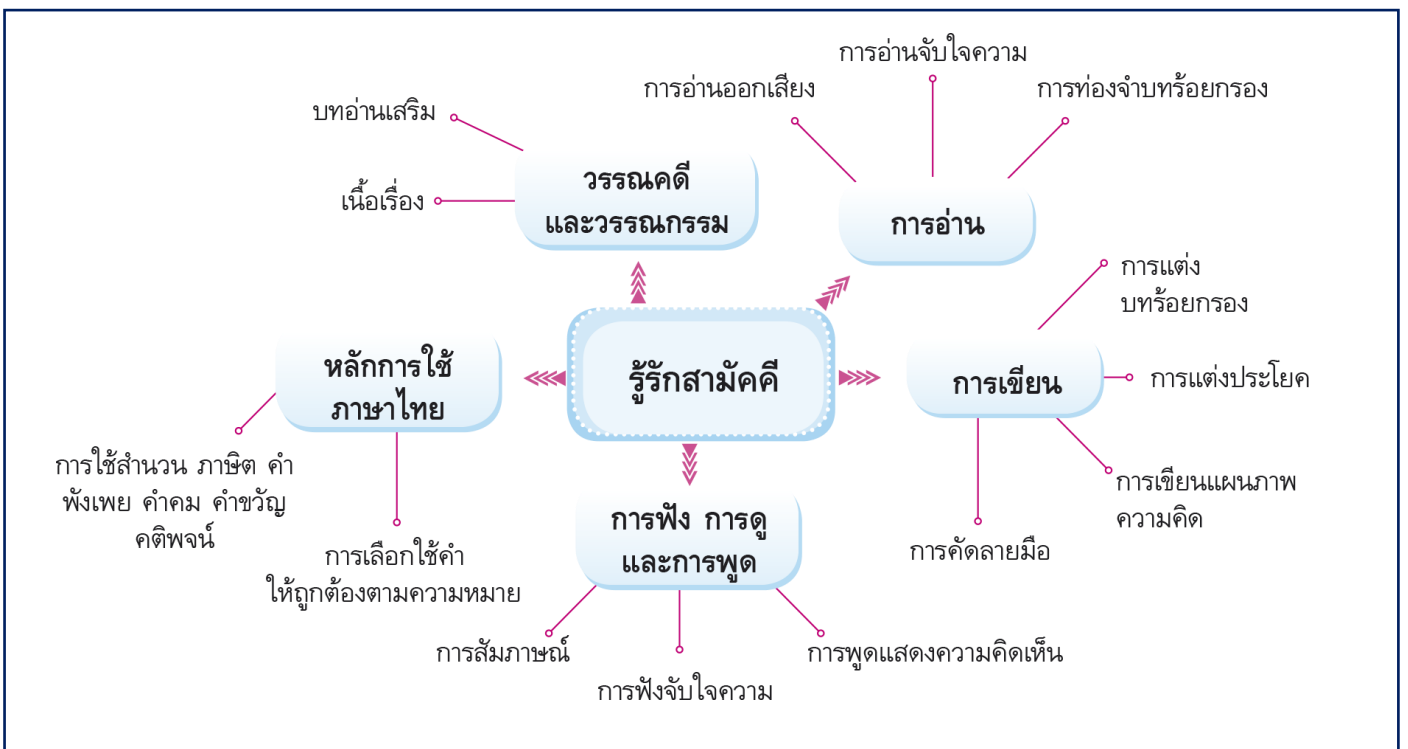 การอ่านจับใจความ
การอ่านออกเสียง
การท่องจำบทร้อยกรอง
บทอ่านเสริม
เนื้อเรื่อง
วรรณคดี
และวรรณกรรม
การอ่าน
การแต่ง
บทร้อยกรอง
หลักการใช้
ภาษาไทย
รู้รักสามัคคี
การเขียน
การแต่งประโยค
การใช้สำนวน ภาษิต คำ
พังเพย คำคม คำขวัญ
คติพจน์
การเขียนแผนภาพ
ความคิด
การคัดลายมือ
การเลือกใช้คำ
ให้ถูกต้องตามความหมาย
การฟัง การดู
และการพูด
การสัมภาษณ์
การฟังจับใจความ
การพูดแสดงความคิดเห็น